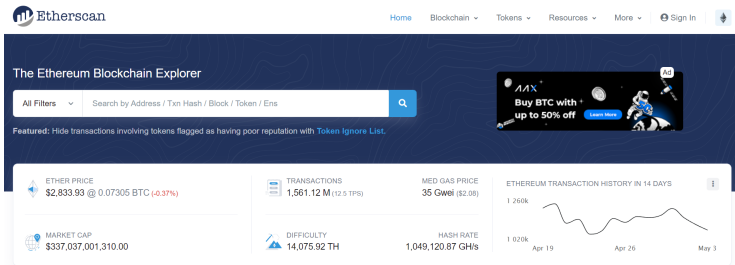 Etherscan
Home Blockchain Tokens Resources More Sign In
The Ethereum Blockchain Explorer
All Filters Search by Address / Txn Hash / Block / Token / Ens
Featured: Hide transactions involving tokens flagged as having poor reputation with Token Ignore List.
Ad
AAX
Buy BTC with
up to 50% off Learn More
ETHER PRICE
$2,833.93 @ 0.07305 BTC (-0.37%)
MARKET CAP
$337,037,001,310.00
TRANSACTIONS
1,561.12 M (12.5 TPS)
MED GAS PRICE
35 Gwei ($2.08)
DIFFICULTY
14,075.92 TH
HASH RATE
1,049,120.87 GH/s
ETHEREUM TRANSACTION HISTORY IN 14 DAYS
1 260k
1 020k
Apr 19 Apr 26 May 3